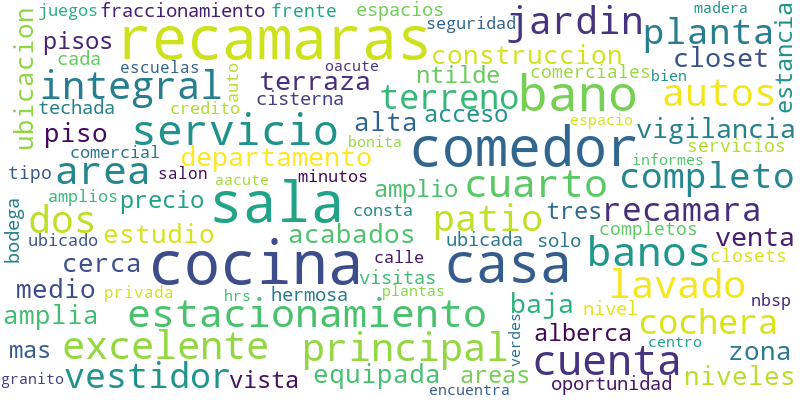 juegos fraccionamiento frente espacios jardin madera
ubicacion pisos recamaras seguridad construccion planta
cada escuelas oacute closet estancia
integral auto terraza ntilde comerciales bien
techada credito cisterna terreno bano autos
piso servicio alta acceso espacio vigilancia
comercial departamento bonita comedor servicios
tipo area salon minutos informes
aacute amplio cuarto completo
amplios precio sala consta
dos patio tres recamara
bodega ubicado estudio acabados ubicada solo completos venta
cerca cocina calle casa banos closets
visitas
medio privada hrs hermosa plantas lavado nbsp
amplia estacionamiento baja nivel cochera
mas excelente principal verdes alberca centro zona
granito vestidor vista equipada areas cuenta niveles
encuentra oportunidad